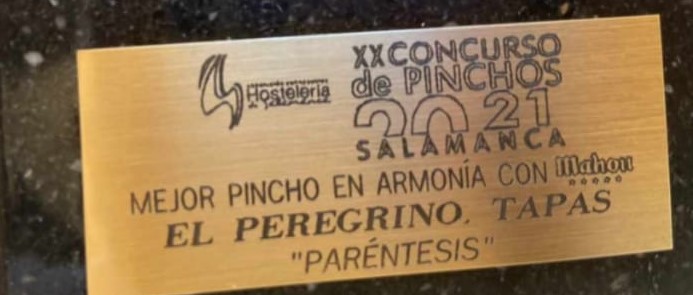 Hostelería
XX CONCURSO
de PINCHOS
2021
SALAMANCA
MEJOR PINCHO EN ARMONÍA CON Mahou
EL PEREGRINO. TAPAS
"PARÉNTESIS"